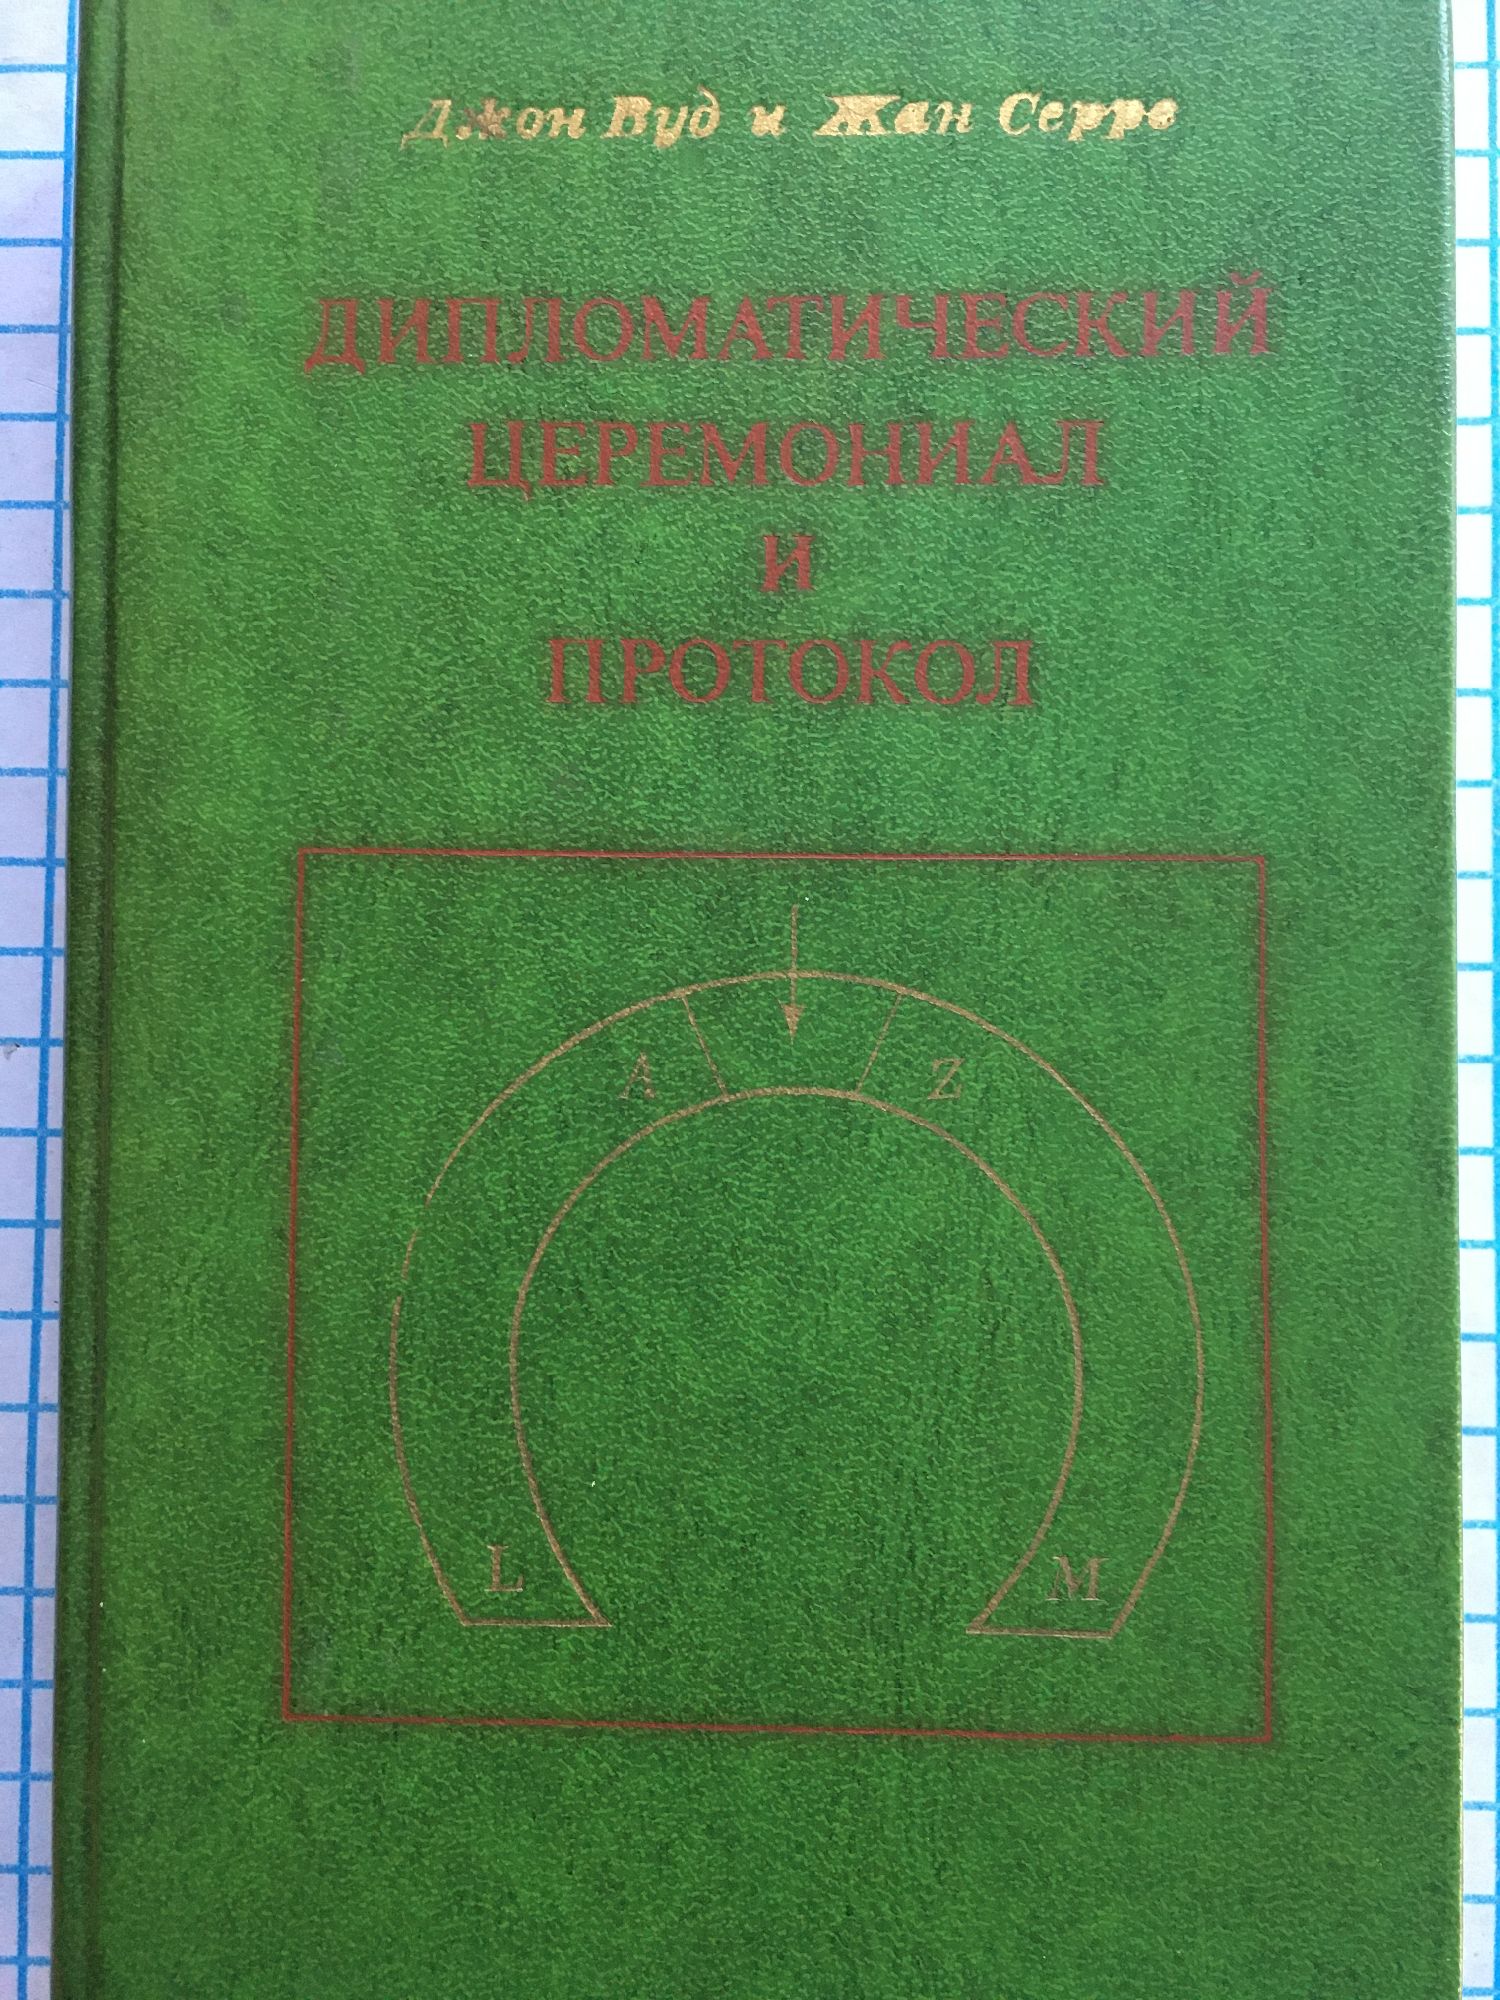 Джон Вуд и Жан Серре
ДИПЛОМАТИЧЕСКИЙ
ЦЕРЕМОНИАЛ
И
ПРОТОКОЛ
A Z
L M